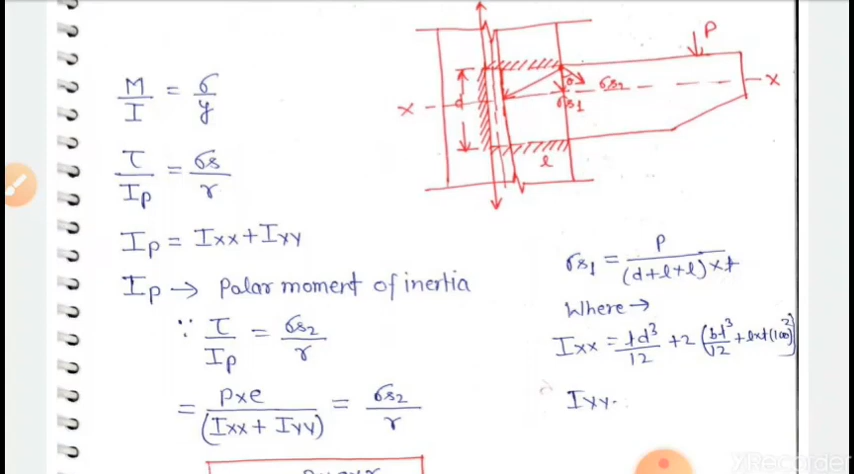 P
d
σs2
σs1
X
X
l
M/I = σ/y
τ/Ip = σs/r
Ip = Ixx + Iyy
Ip → Polar moment of inertia
∵ τ/Ip = σs2/r
= P×e/(Ixx + Iyy) = σs2/r
σs1 = P/(d+l+l)×t
Where →
Ixx = td³/12 + 2(bt³/12 + l×t(100)²)
Iyy.
yRecorder